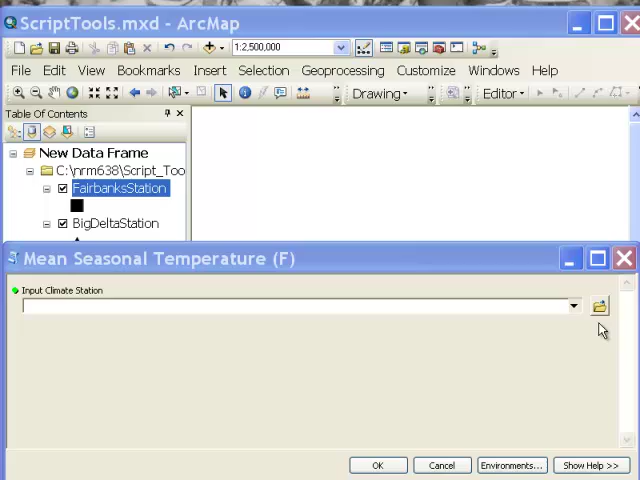 ScriptTools.mxd - ArcMap
1:2,500,000
File Edit View Bookmarks Insert Selection Geoprocessing Customize Windows Help
Drawing Editor
Table Of Contents
New Data Frame
C:\nrm638\Script_Too
FairbanksStation
BigDeltaStation
Mean Seasonal Temperature (F)
Input Climate Station
OK Cancel Environments... Show Help >>